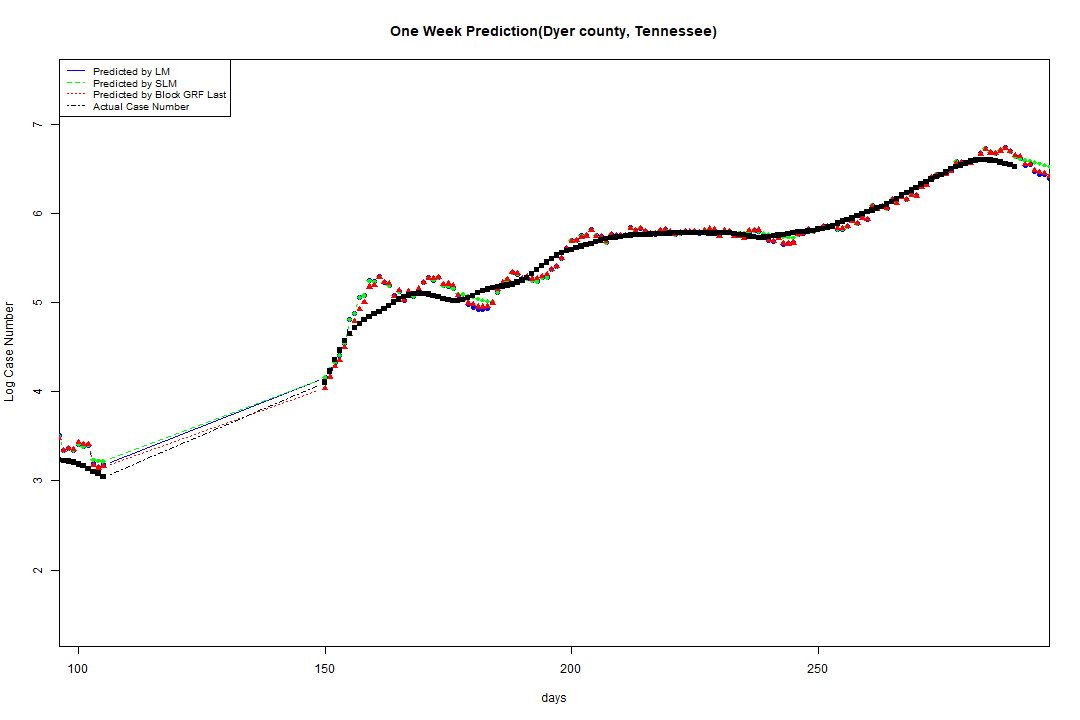 One Week Prediction(Dyer county, Tennessee)
Predicted by LM
Predicted by SLM
Predicted by Block GRF Last
Actual Case Number
7
6
5
4
3
2
Log Case Number
100 150 200 250
days